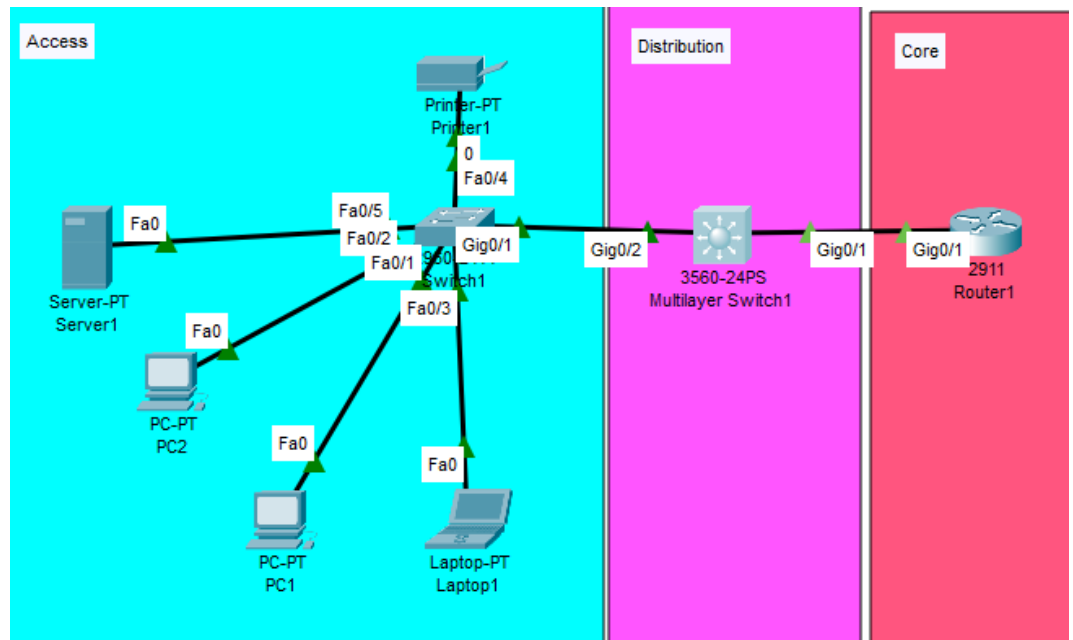 Access
Distribution
Core
Printer-PT
Printer1
0
Fa0/4
Fa0
Fa0/5
Fa0/2
Fa0/1
Gig0/1
Gig0/2
Gig0/1
Gig0/1
Switch1
3560-24PS
Multilayer Switch1
2911
Router1
Server-PT
Server1
Fa0/3
Fa0
PC-PT
PC2
Fa0
Fa0
PC-PT
PC1
Laptop-PT
Laptop1